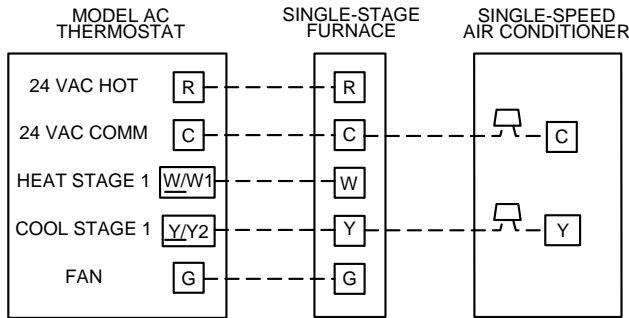 MODEL AC
THERMOSTAT
SINGLE-STAGE
FURNACE
SINGLE-SPEED
AIR CONDITIONER
24 VAC HOT R R
24 VAC COMM C C C
HEAT STAGE 1 W/W1 W
COOL STAGE 1 Y/Y2 Y Y
FAN G G